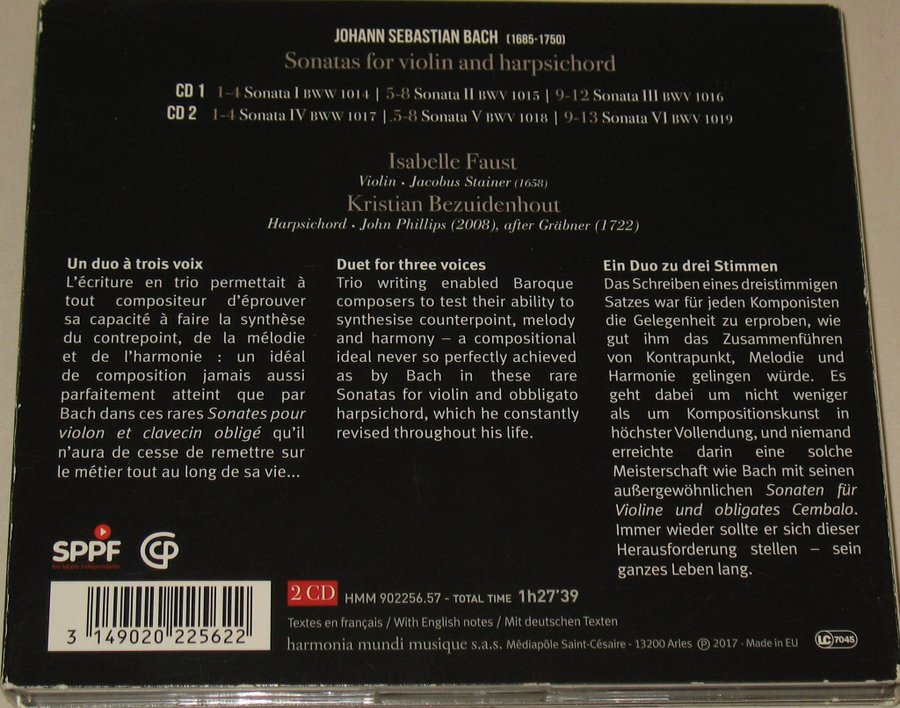 JOHANN SEBASTIAN BACH (1685-1750)
Sonatas for violin and harpsichord
CD 1 1-4 Sonata I BWW 1014 | 5-8 Sonata II BWV 1015 | 9-12 Sonata III BWV 1016
CD 2 1-4 Sonata IV BWW 1017 | 5-8 Sonata V BWV 1018 | 9-13 Sonata VI BWV 1019
Isabelle Faust
Violin • Jacobus Stainer (1658)
Kristian Bezuidenhout
Harpsichord • John Phillips (2008), after Gräbner (1722)
Un duo à trois voix
L'écriture en trio permettait à
tout compositeur d'éprouver
sa capacité à faire la synthèse
du contrepoint, de la mélodie
et de l'harmonie : un idéal
de composition jamais aussi
parfaitement atteint que par
Bach dans ces rares Sonates pour
violon et clavecin obligé qu'il
n'aura de cesse de remettre sur
le métier tout au long de sa vie...
Duet for three voices
Trio writing enabled Baroque
composers to test their ability to
synthesise counterpoint, melody
and harmony – a compositional
ideal never so perfectly achieved
as by Bach in these rare
Sonatas for violin and obbligato
harpsichord, which he constantly
revised throughout his life.
Ein Duo zu drei Stimmen
Das Schreiben eines dreistimmigen
Satzes war für jeden Komponisten
die Gelegenheit zu erproben, wie
gut ihm das Zusammenführen
von Kontrapunkt, Melodie und
Harmonie gelingen würde. Es
geht dabei um nicht weniger
als um Kompositionskunst in
höchster Vollendung, und niemand
erreichte darin eine solche
Meisterschaft wie Bach mit seinen
außergewöhnlichen Sonaten für
Violine und obligates Cembalo.
Immer wieder sollte er sich dieser
Herausforderung stellen – sein
ganzes Leben lang.
SPPF
les labels indépendants
CP
3 149020 225622
2 CD HMM 902256.57 - TOTAL TIME 1h27'39
Textes en français / With English notes / Mit deutschen Texten
harmonia mundi musique s.a.s. Médiapôle Saint-Césaire - 13200 Arles ℗ 2017 - Made in EU
LC 7045